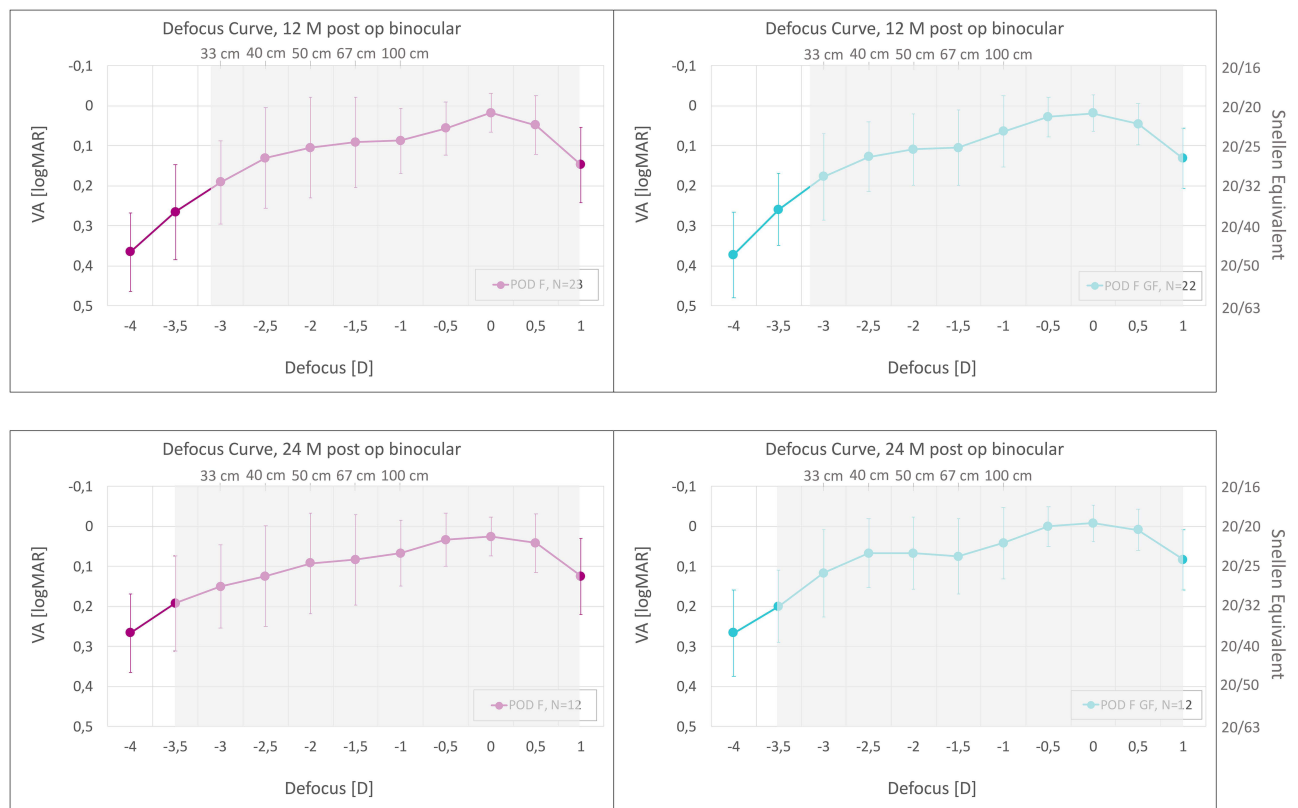 Defocus Curve, 12 M post op binocular
33 cm 40 cm 50 cm 67 cm 100 cm
-0,1
0
0,1
0,2
0,3
0,4
0,5
VA [logMAR]
POD F, N=23
-4 -3,5 -3 -2,5 -2 -1,5 -1 -0,5 0 0,5 1
Defocus [D]
Defocus Curve, 12 M post op binocular
33 cm 40 cm 50 cm 67 cm 100 cm
-0,1
0
0,1
0,2
0,3
0,4
0,5
VA [logMAR]
POD F GF, N=22
-4 -3,5 -3 -2,5 -2 -1,5 -1 -0,5 0 0,5 1
Defocus [D]
20/16
20/20
20/25
20/32
20/40
20/50
20/63
Snellen Equivalent
Defocus Curve, 24 M post op binocular
33 cm 40 cm 50 cm 67 cm 100 cm
-0,1
0
0,1
0,2
0,3
0,4
0,5
VA [logMAR]
POD F, N=12
-4 -3,5 -3 -2,5 -2 -1,5 -1 -0,5 0 0,5 1
Defocus [D]
Defocus Curve, 24 M post op binocular
33 cm 40 cm 50 cm 67 cm 100 cm
-0,1
0
0,1
0,2
0,3
0,4
0,5
VA [logMAR]
POD F GF, N=12
-4 -3,5 -3 -2,5 -2 -1,5 -1 -0,5 0 0,5 1
Defocus [D]
20/16
20/20
20/25
20/32
20/40
20/50
20/63
Snellen Equivalent